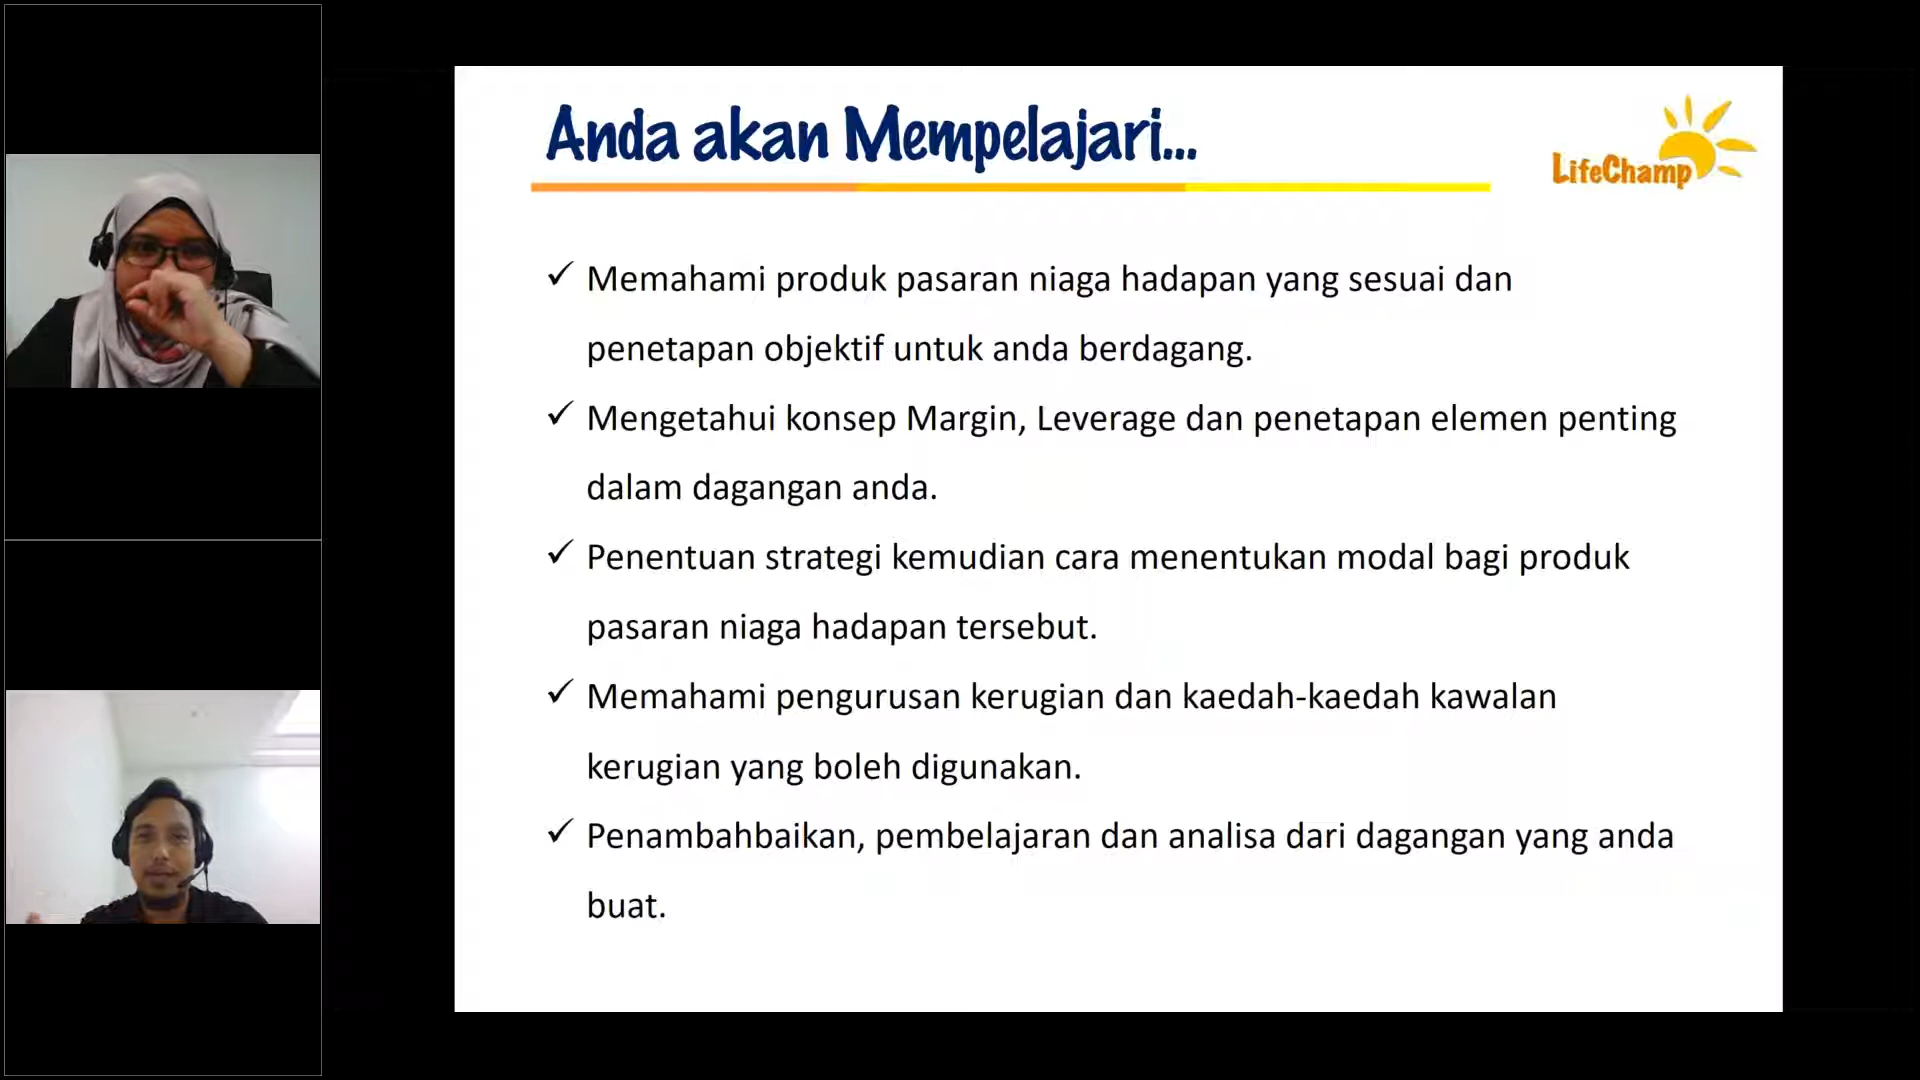 Anda akan Mempelajari...
LifeChamp
Memahami produk pasaran niaga hadapan yang sesuai dan
penetapan objektif untuk anda berdagang.
Mengetahui konsep Margin, Leverage dan penetapan elemen penting
dalam dagangan anda.
Penentuan strategi kemudian cara menentukan modal bagi produk
pasaran niaga hadapan tersebut.
Memahami pengurusan kerugian dan kaedah-kaedah kawalan
kerugian yang boleh digunakan.
Penambahbaikan, pembelajaran dan analisa dari dagangan yang anda
buat.